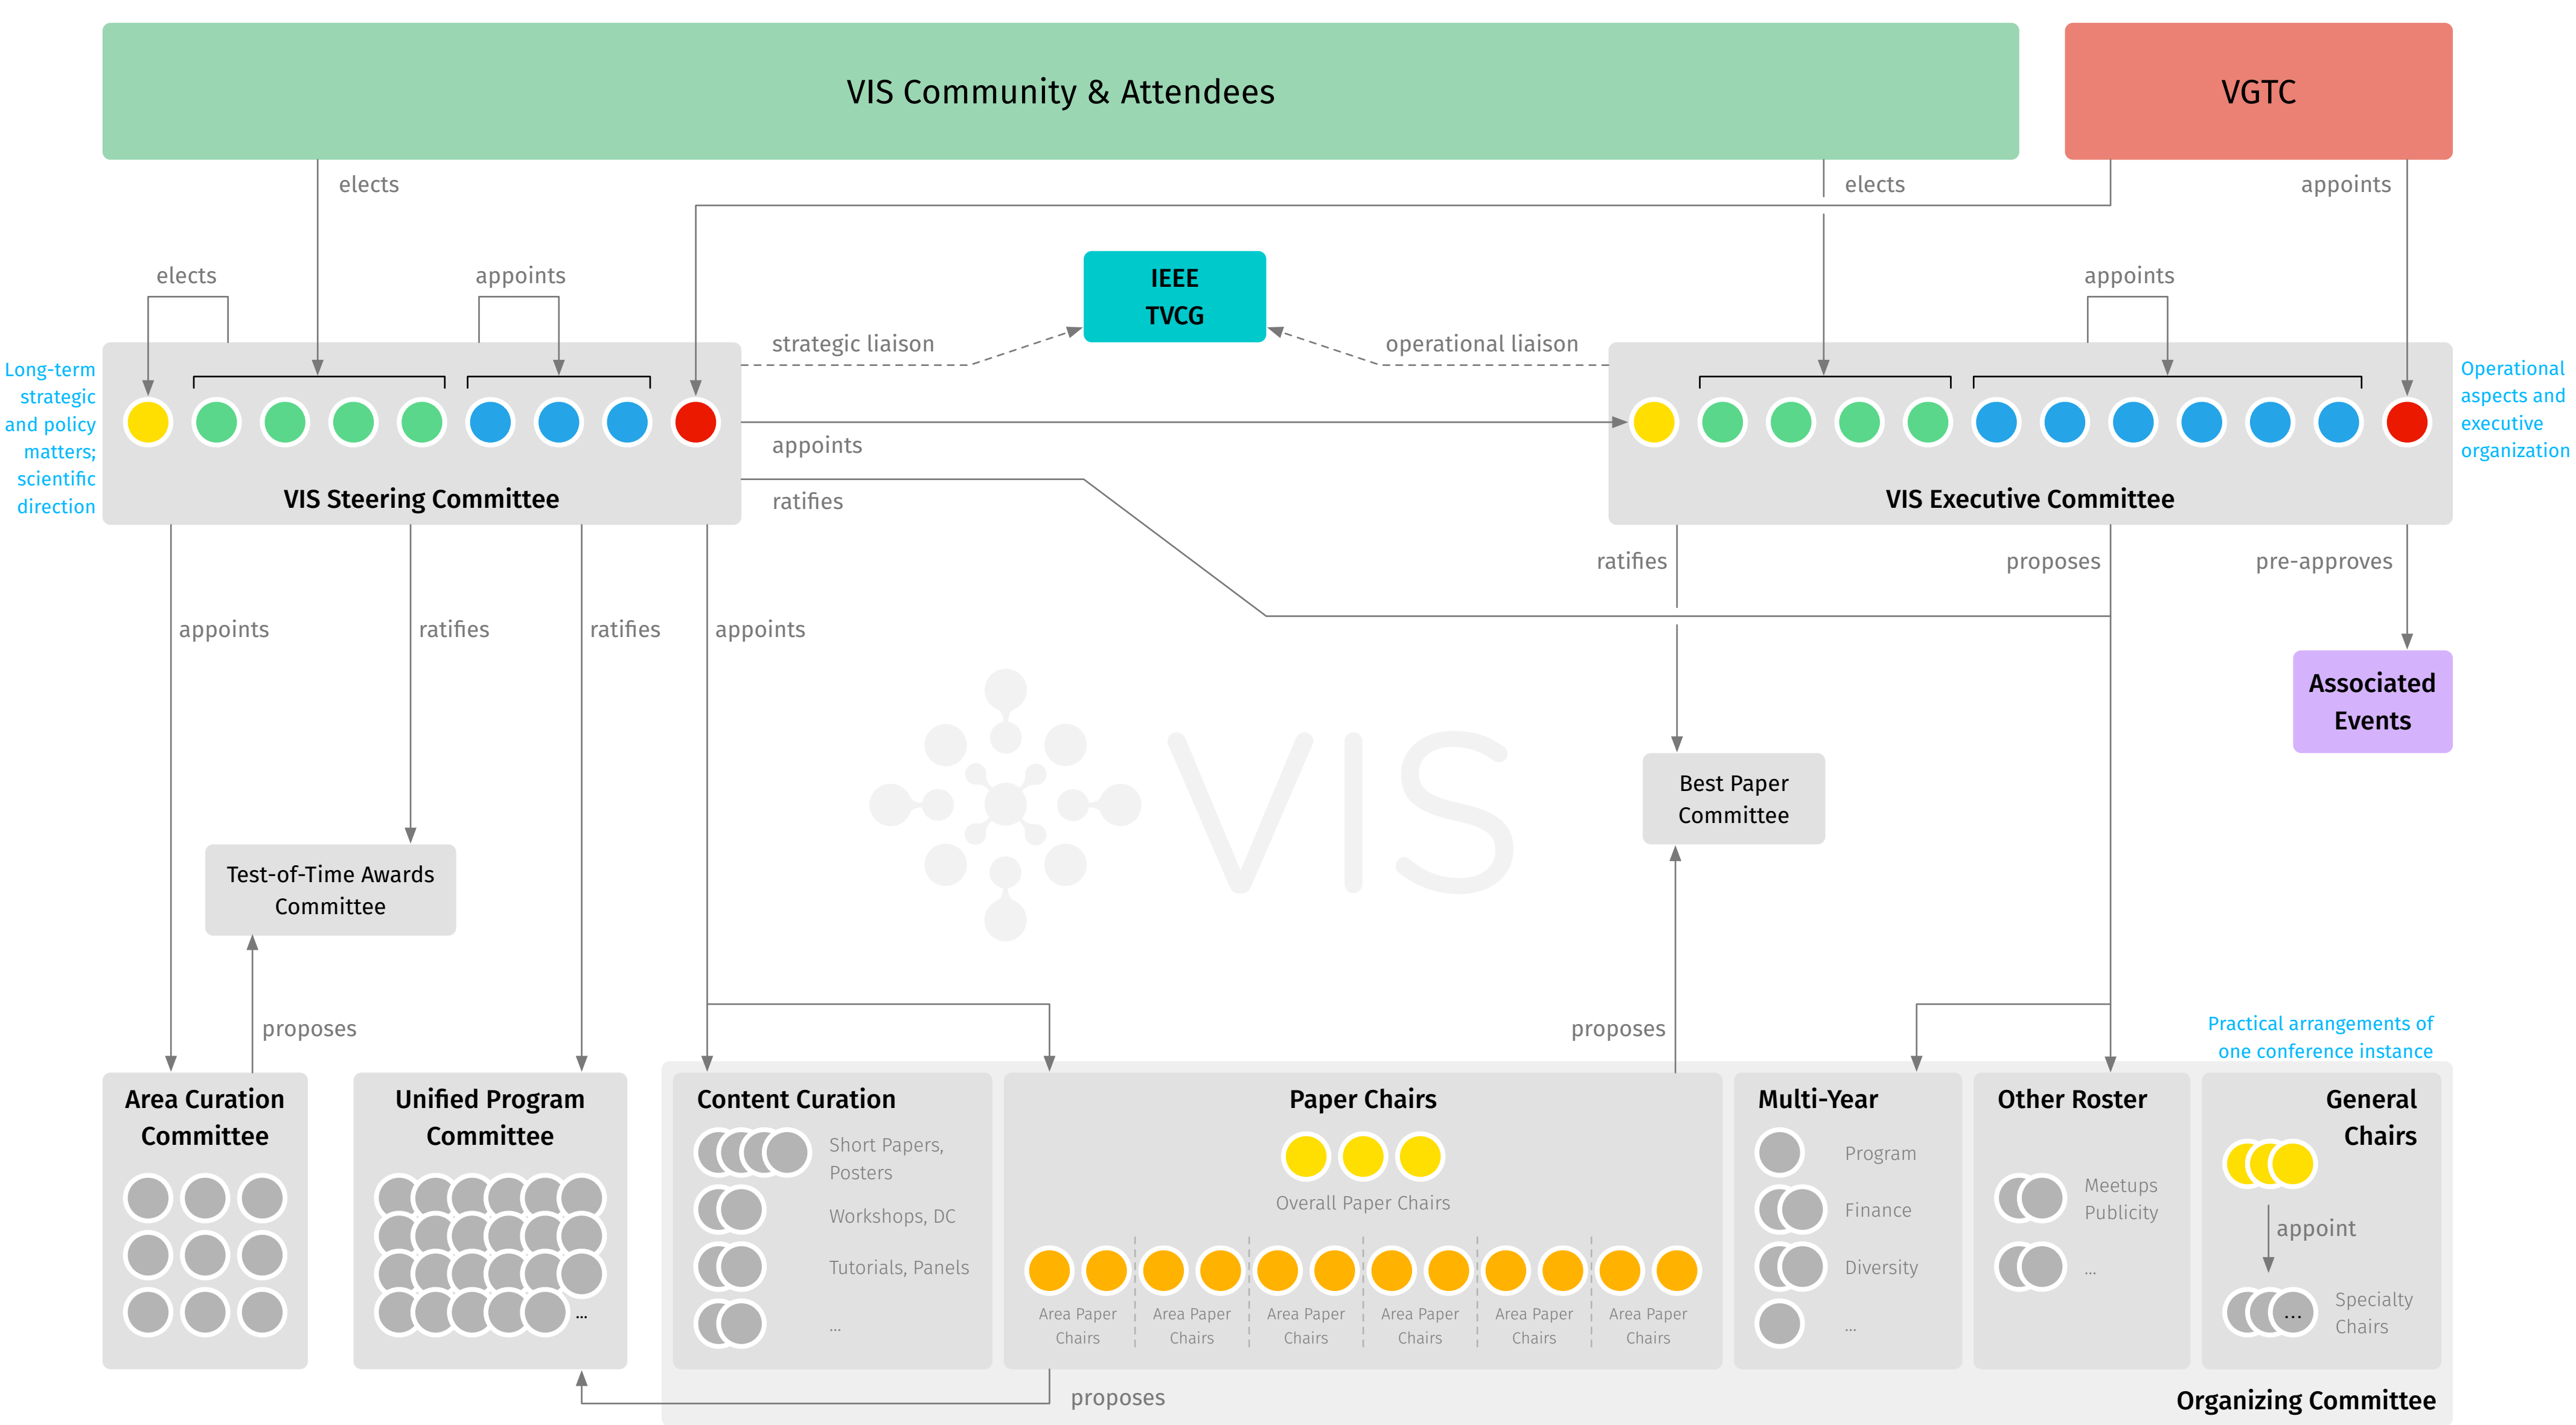 VIS Community & Attendees
VGTC
elects
elects
appoints
elects
appoints
IEEE
TVCG
appoints
strategic liaison
operational liaison
Long-term
strategic
and policy
matters;
scientific
direction
Operational
aspects and
executive
organization
appoints
VIS Steering Committee
ratifies
VIS Executive Committee
ratifies
proposes
pre-approves
appoints
ratifies
ratifies
appoints
Associated
Events
VIS
Best Paper
Committee
Test-of-Time Awards
Committee
proposes
proposes
Practical arrangements of
one conference instance
Area Curation
Committee
Unified Program
Committee
...
Content Curation
Short Papers,
Posters
Workshops, DC
Tutorials, Panels
...
Paper Chairs
Overall Paper Chairs
Area Paper
Chairs
Area Paper
Chairs
Area Paper
Chairs
Area Paper
Chairs
Area Paper
Chairs
Area Paper
Chairs
Multi-Year
Program
Finance
Diversity
...
Other Roster
Meetups
Publicity
...
General
Chairs
appoint
...
Specialty
Chairs
proposes
Organizing Committee